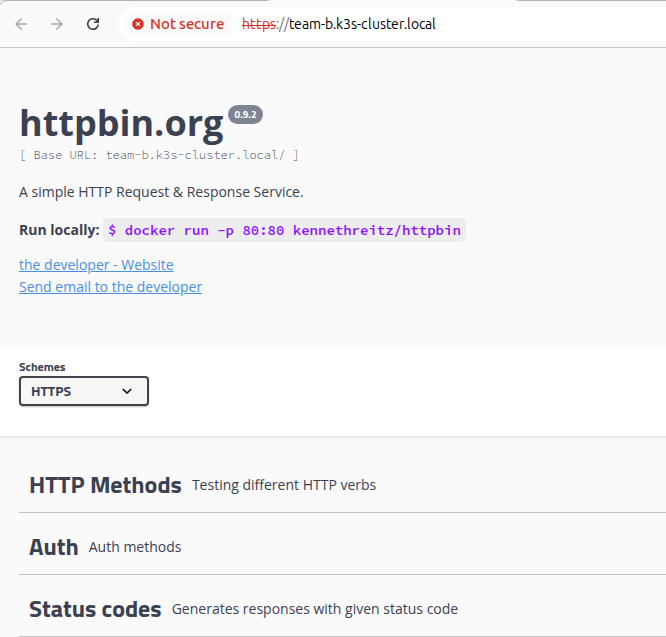 Not secure https://team-b.k3s-cluster.local
httpbin.org 0.9.2
[ Base URL: team-b.k3s-cluster.local/ ]
A simple HTTP Request & Response Service.
Run locally: $ docker run -p 80:80 kennethreitz/httpbin
the developer - Website
Send email to the developer
Schemes
HTTPS
HTTP Methods Testing different HTTP verbs
Auth Auth methods
Status codes Generates responses with given status code